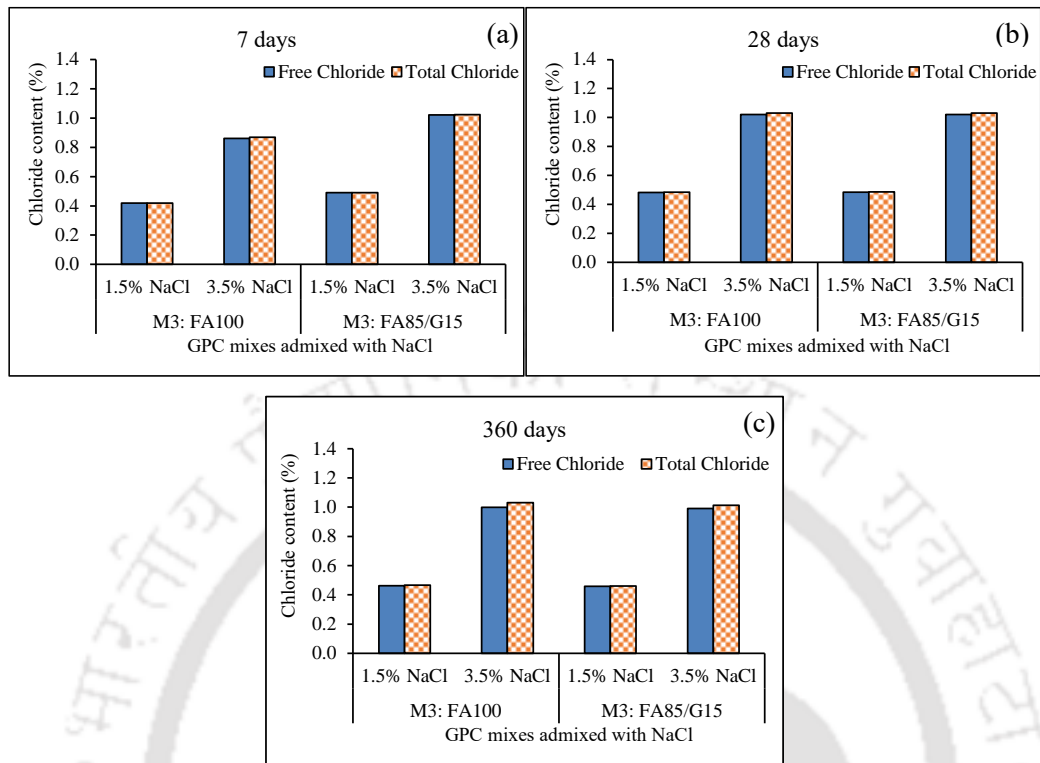 7 days (a)
Free Chloride Total Chloride
1.4
1.2
1.0
0.8
0.6
0.4
0.2
0.0
Chloride content (%)
1.5% NaCl 3.5% NaCl 1.5% NaCl 3.5% NaCl
M3: FA100 M3: FA85/G15
GPC mixes admixed with NaCl
28 days (b)
Free Chloride Total Chloride
1.4
1.2
1.0
0.8
0.6
0.4
0.2
0.0
Chloride content (%)
1.5% NaCl 3.5% NaCl 1.5% NaCl 3.5% NaCl
M3: FA100 M3: FA85/G15
GPC mixes admixed with NaCl
360 days (c)
Free Chloride Total Chloride
1.4
1.2
1.0
0.8
0.6
0.4
0.2
0.0
Chloride content (%)
1.5% NaCl 3.5% NaCl 1.5% NaCl 3.5% NaCl
M3: FA100 M3: FA85/G15
GPC mixes admixed with NaCl